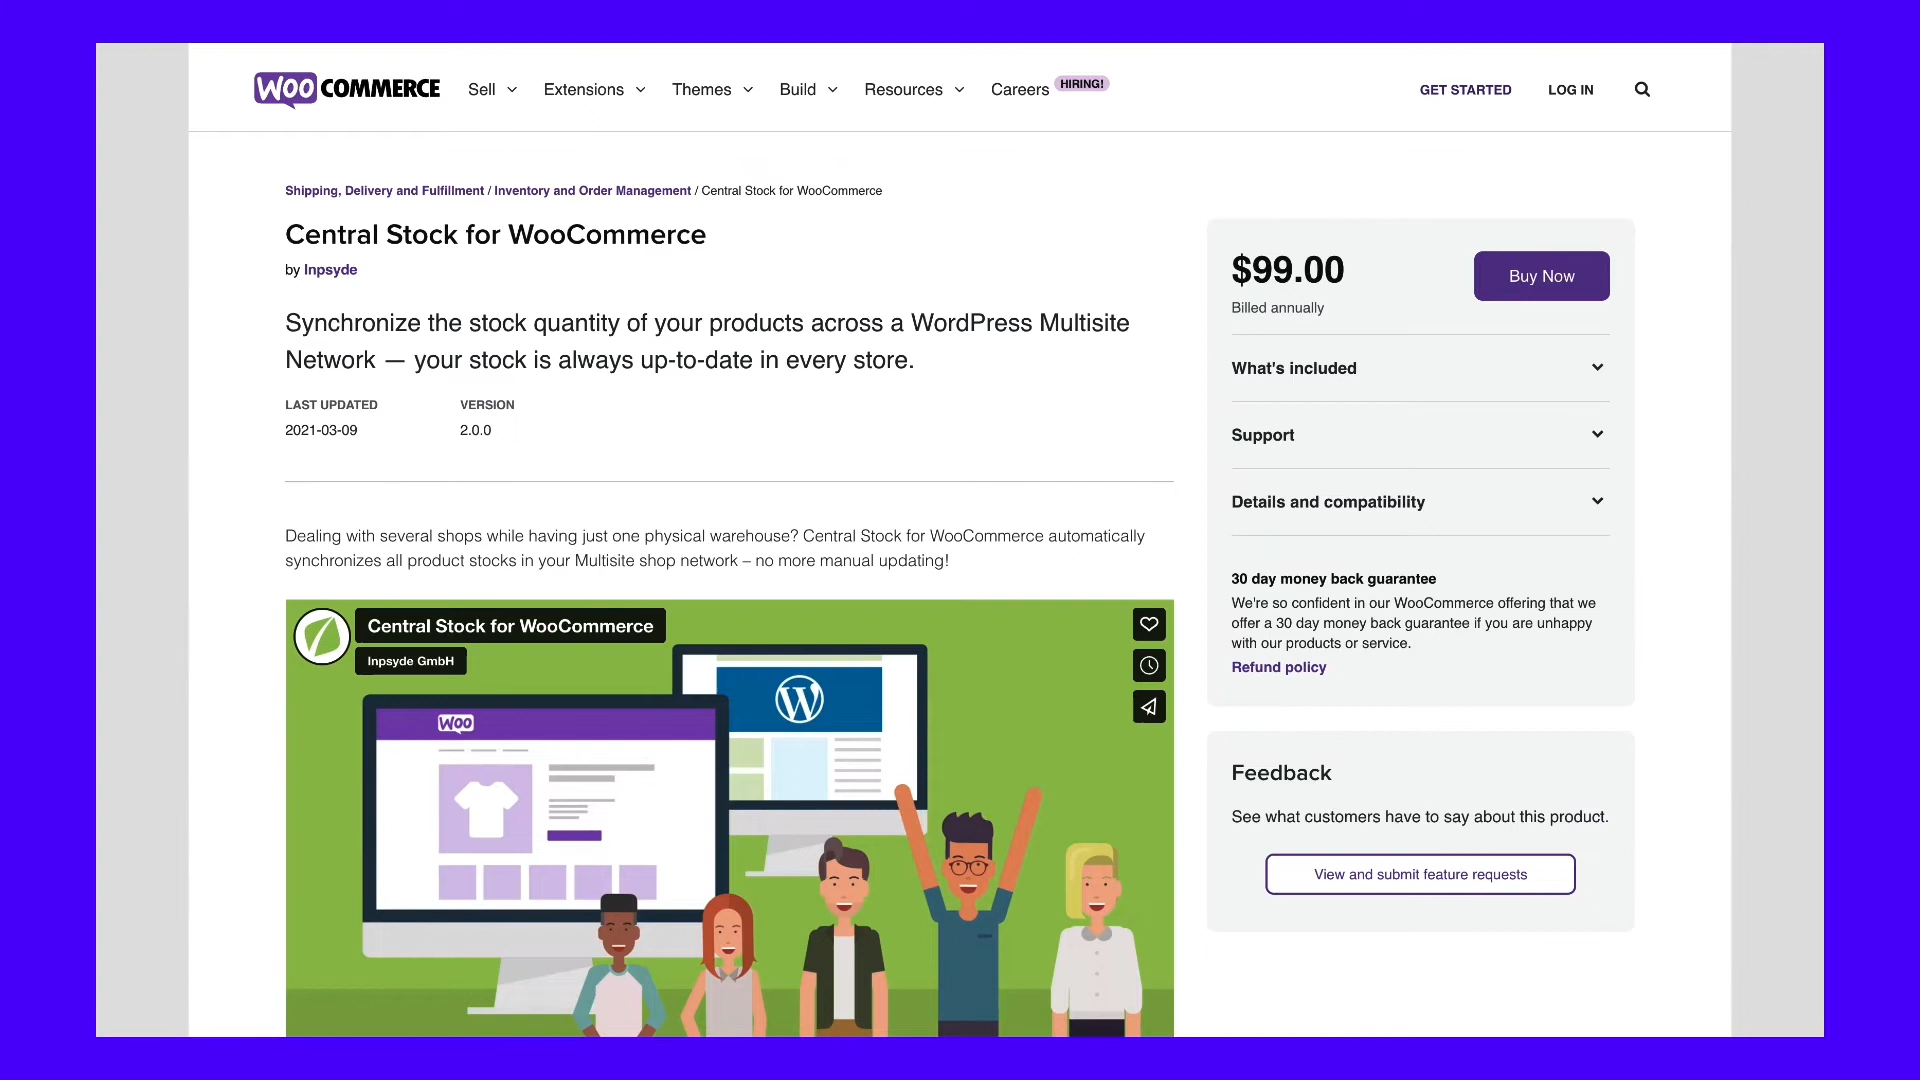 WOO COMMERCE Sell Extensions Themes Build Resources Careers HIRING! GET STARTED LOG IN
Shipping, Delivery and Fulfillment / Inventory and Order Management / Central Stock for WooCommerce
Central Stock for WooCommerce
by Inpsyde
Synchronize the stock quantity of your products across a WordPress Multisite
Network — your stock is always up-to-date in every store.
LAST UPDATED VERSION
2021-03-09 2.0.0
Dealing with several shops while having just one physical warehouse? Central Stock for WooCommerce automatically
synchronizes all product stocks in your Multisite shop network – no more manual updating!
Central Stock for WooCommerce
Inpsyde GmbH
W
WOO
$99.00
Buy Now
Billed annually
What's included
Support
Details and compatibility
30 day money back guarantee
We're so confident in our WooCommerce offering that we
offer a 30 day money back guarantee if you are unhappy
with our products or service.
Refund policy
Feedback
See what customers have to say about this product.
View and submit feature requests